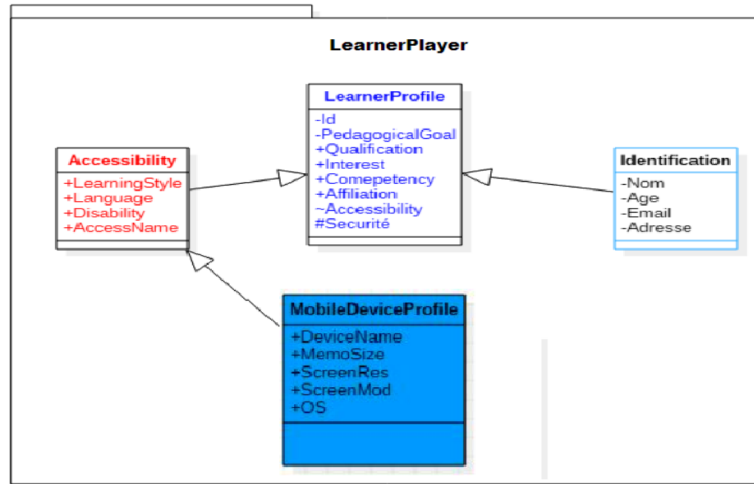 LearnerPlayer
LearnerProfile
-Id
-PedagogicalGoal
+Qualification
+Interest
+Comepetency
+Affiliation
~Accessibility
#Securité
Accessibility
+LearningStyle
+Language
+Disability
+AccessName
Identification
-Nom
-Age
-Email
-Adresse
MobileDeviceProfile
+DeviceName
+MemoSize
+ScreenRes
+ScreenMod
+OS